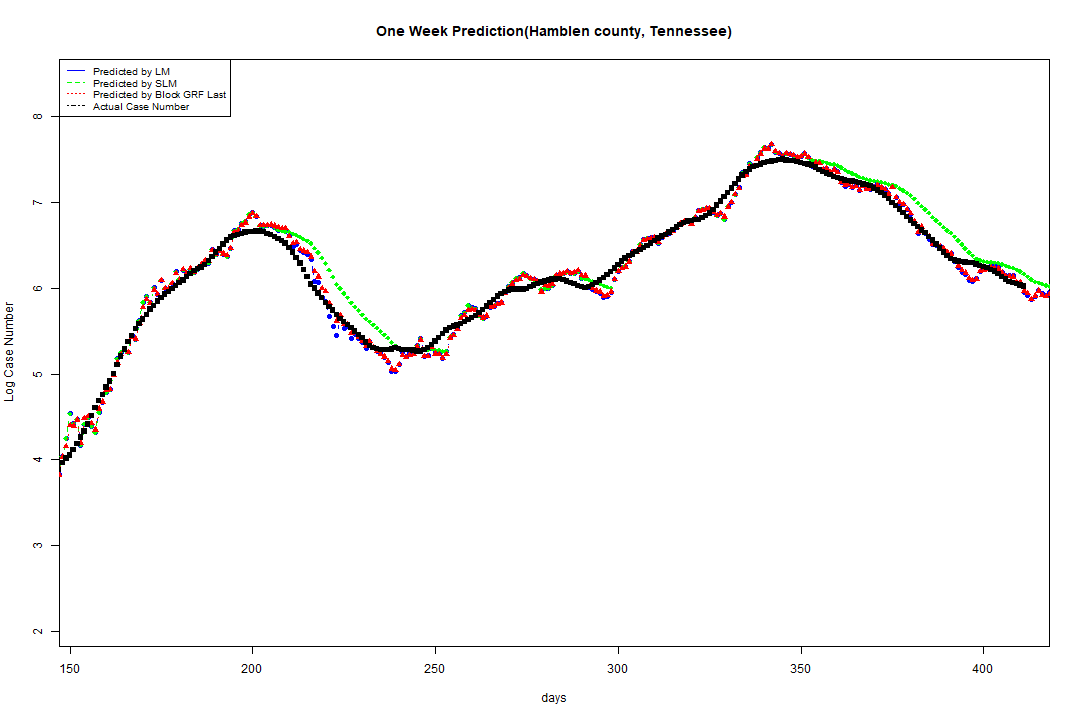 One Week Prediction(Hamblen county, Tennessee)
Predicted by LM
Predicted by SLM
Predicted by Block GRF Last
Actual Case Number
8
7
6
5
4
3
2
Log Case Number
150 200 250 300 350 400
days